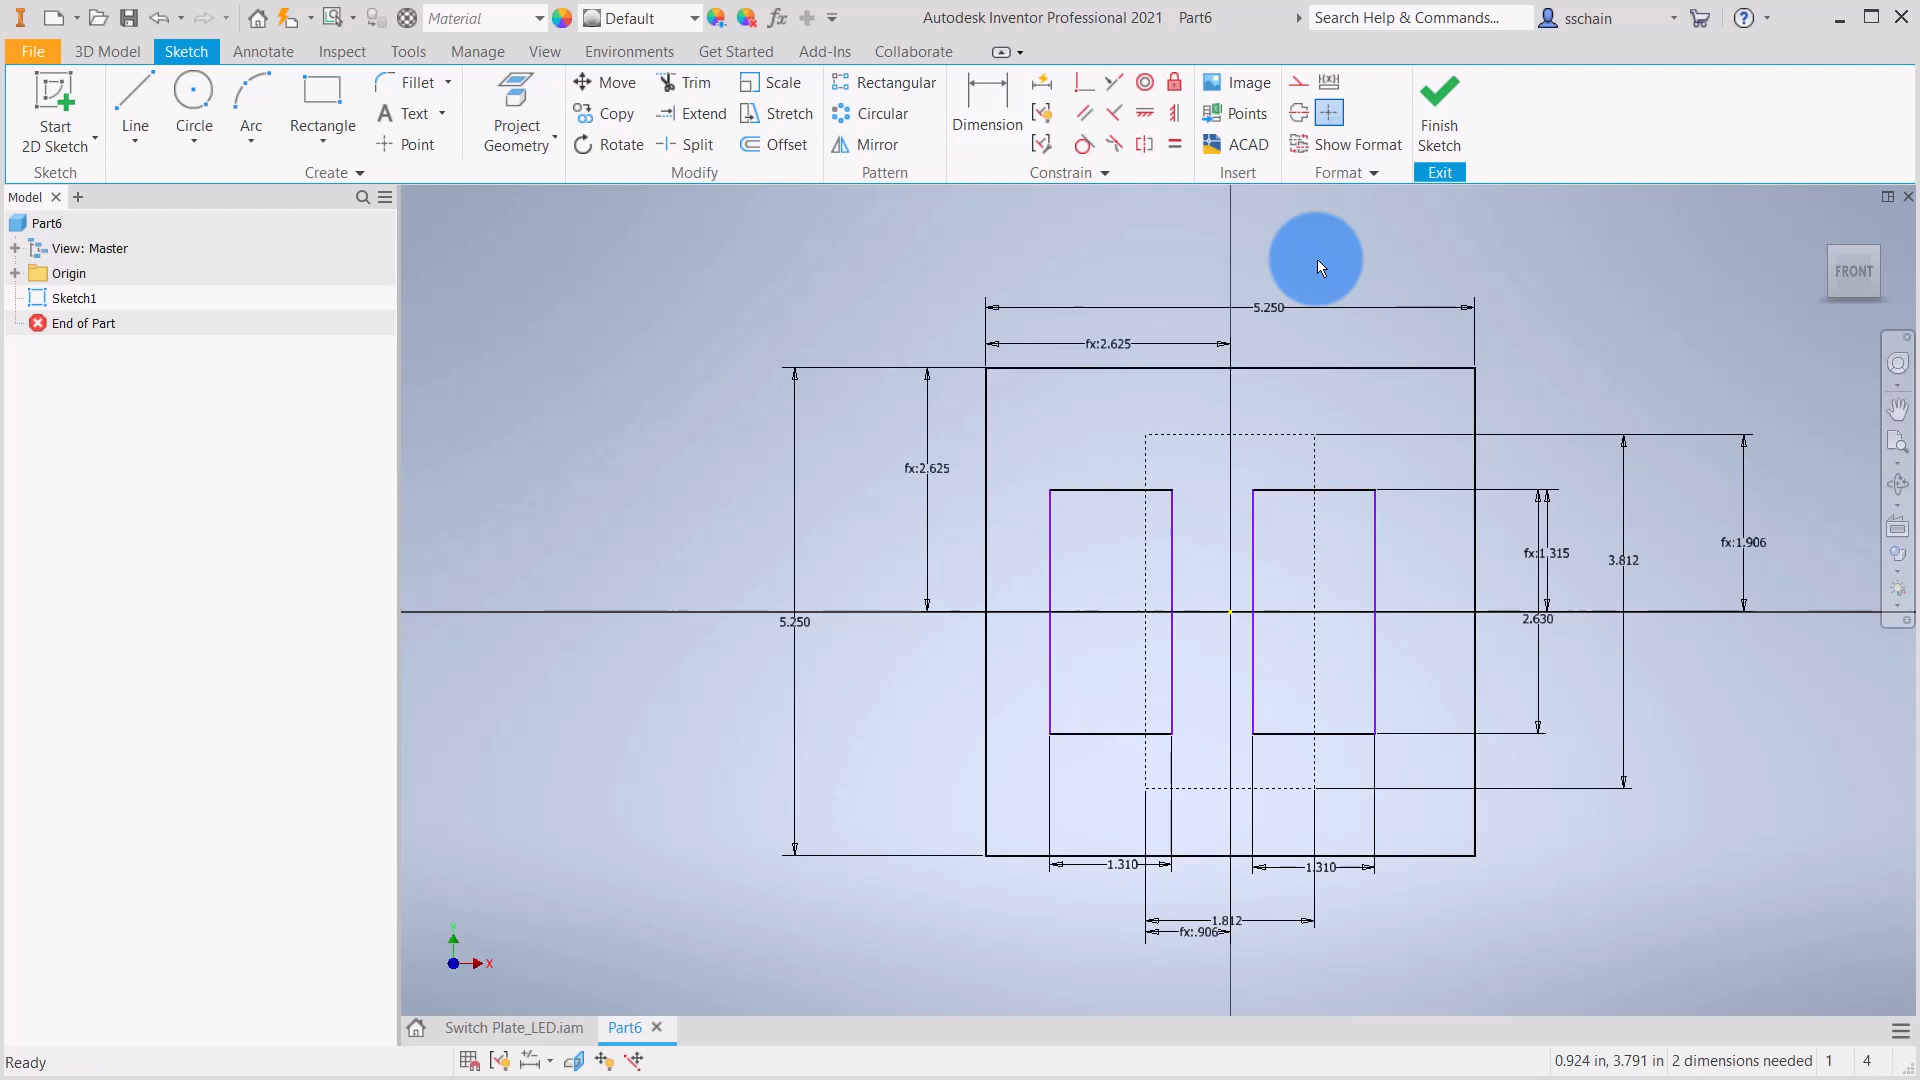 Material
Default
fx
Autodesk Inventor Professional 2021 Part6
Search Help & Commands...
sschain
File
3D Model
Sketch
Annotate
Inspect
Tools
Manage
View
Environments
Get Started
Add-Ins
Collaborate
Start
2D Sketch
Line
Circle
Arc
Rectangle
Fillet
Text
Point
Project
Geometry
Move
Copy
Rotate
Trim
Extend
Split
Scale
Stretch
Offset
Rectangular
Circular
Mirror
Dimension
Image
Points
ACAD
Show Format
Finish
Sketch
Sketch
Create
Modify
Pattern
Constrain
Insert
Format
Exit
Model
Part6
View: Master
Origin
Sketch1
End of Part
FRONT
5.250
fx:2.625
fx:2.625
fx:1.906
fx:1.315
3.812
2.630
5.250
1.310
1.310
1.812
fx:.906
Y
X
Switch Plate_LED.iam
Part6
Ready
0.924 in, 3.791 in
2 dimensions needed
1
4